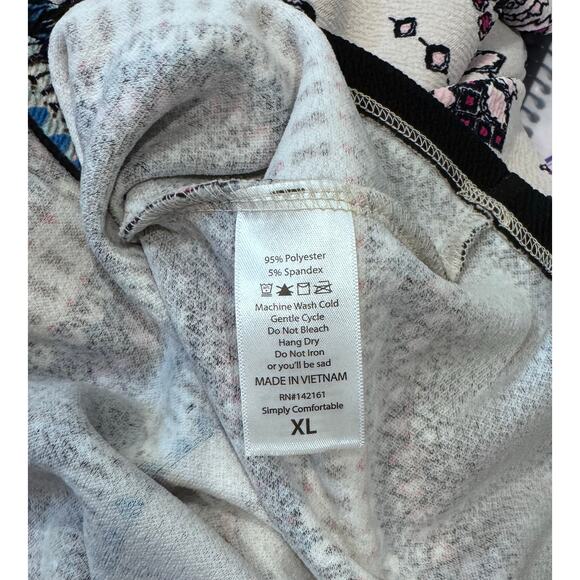 95% Polyester
5% Spandex
Machine Wash Cold
Gentle Cycle
Do Not Bleach
Hang Dry
Do Not Iron
or you'll be sad
MADE IN VIETNAM
RN#142161
Simply Comfortable
XL